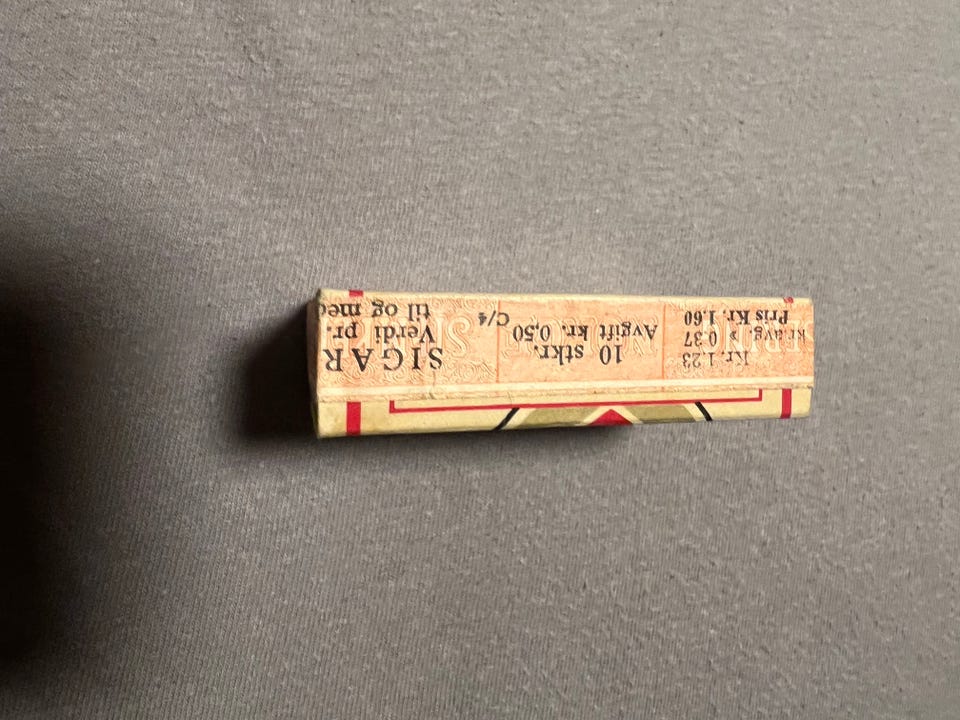 Kr. 1.23
kr.avg. » 0.37
Pris Kr. 1.60
10 stkr.
Avgift kr. 0,50
C/4
SIGAR
Verdi pr.
til og med